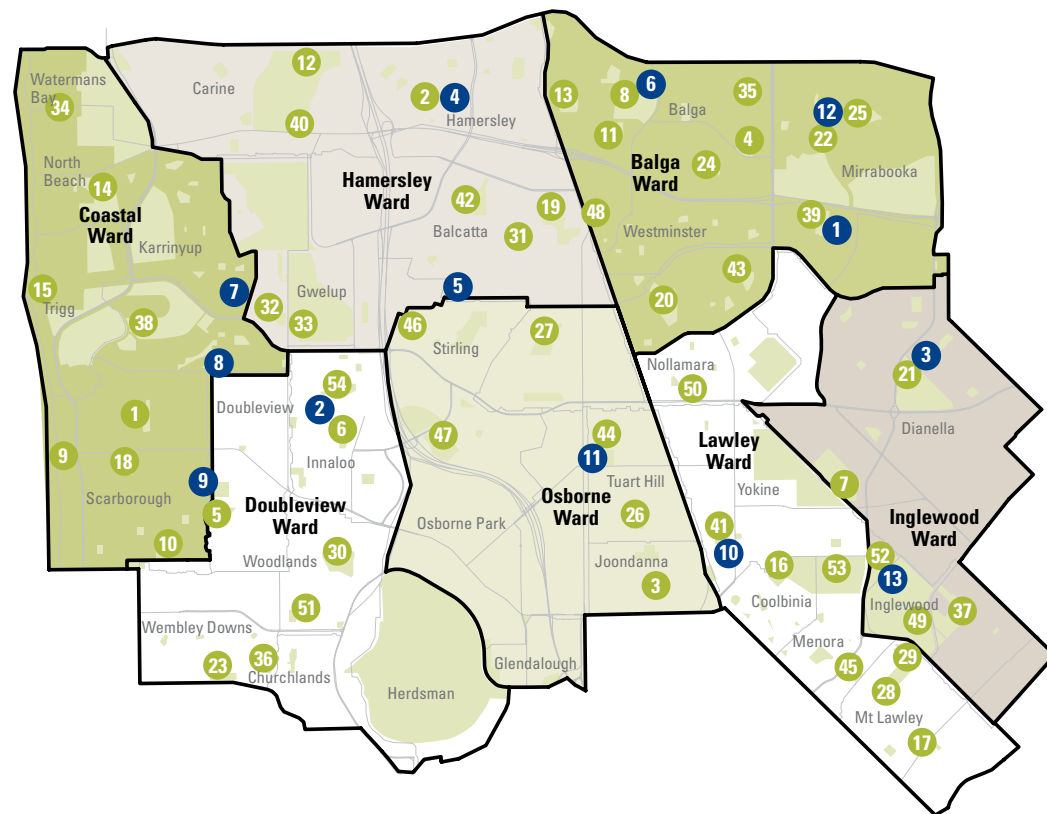 12
Carine
Watermans
Bay
34
2
4
Hamersley
40
13
8
6
Balga
35
12
25
11
4
22
24
Mirrabooka
North
Beach
14
Coastal
Ward
Karrinyup
Hamersley
Ward
42
19
Balcatta
31
Balga
Ward
48
Westminster
39
1
43
20
15
Trigg
7
32
Gwelup
33
5
38
8
46
Stirling
27
Nollamara
50
3
21
Dianella
54
Doubleview
2
6
Innaloo
1
9
18
Scarborough
9
5
10
Doubleview
Ward
Woodlands
30
47
44
11
Tuart Hill
Osborne
Ward
Osborne Park
26
Joondanna
3
Lawley
Ward
Yokine
7
Inglewood
Ward
41
10
16
53
52
13
Coolbinia
Inglewood
49
37
51
Wembley Downs
23
36
Churchlands
Herdsman
Glendalough
Menora
45
29
28
Mt Lawley
17